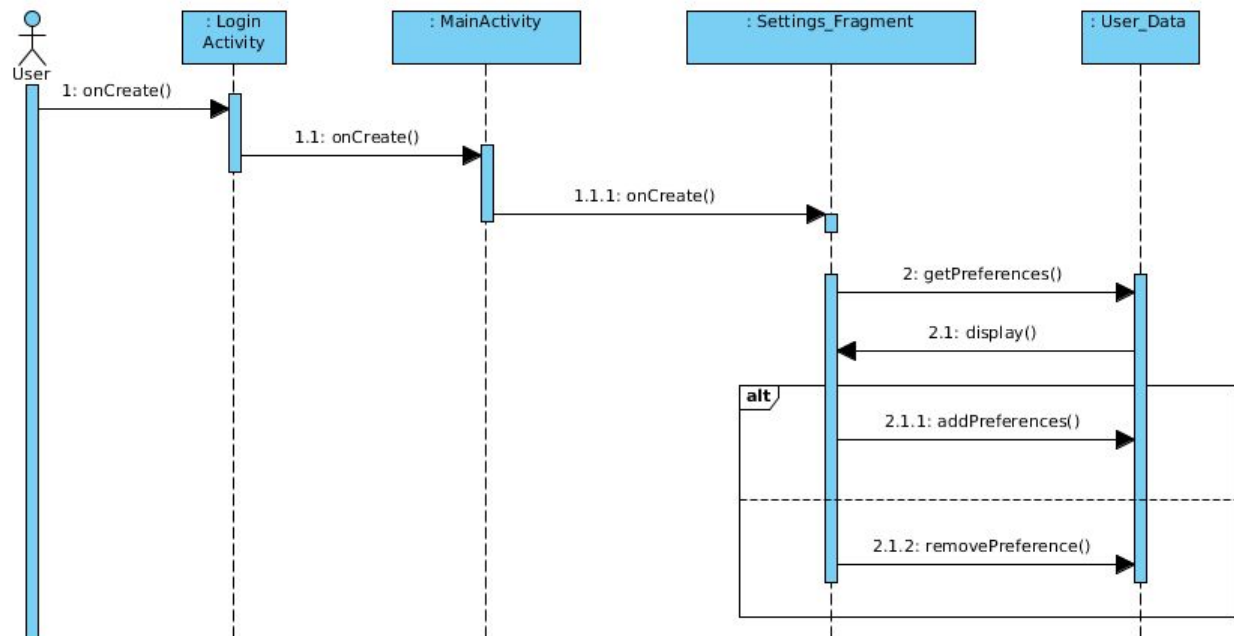 : Login
Activity
: MainActivity
: Settings_Fragment
: User_Data
User
1: onCreate()
1.1: onCreate()
1.1.1: onCreate()
2: getPreferences()
2.1: display()
alt
2.1.1: addPreferences()
2.1.2: removePreference()